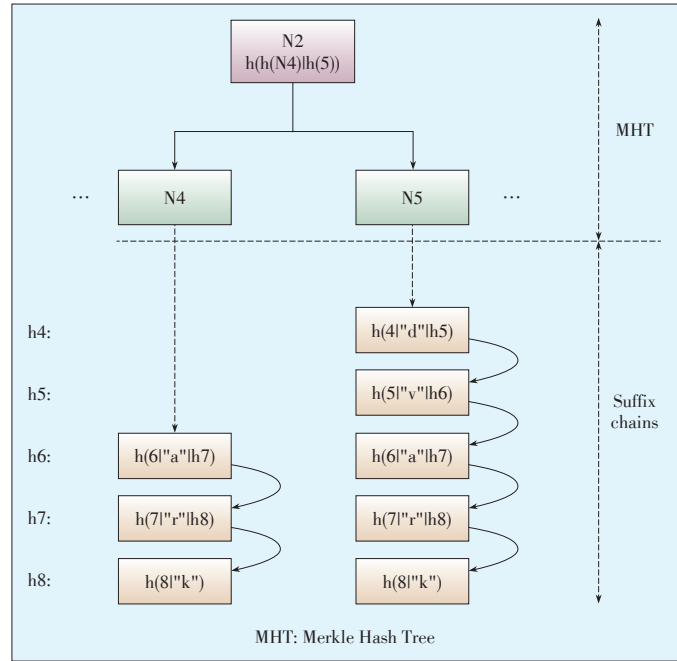 N2
h(h(N4)|h(5))
MHT
... N4 N5 ...
h4: h(4|"d"|h5)
h5: h(5|"v"|h6)
Suffix
chains
h6: h(6|"a"|h7) h(6|"a"|h7)
h7: h(7|"r"|h8) h(7|"r"|h8)
h8: h(8|"k") h(8|"k")
MHT: Merkle Hash Tree